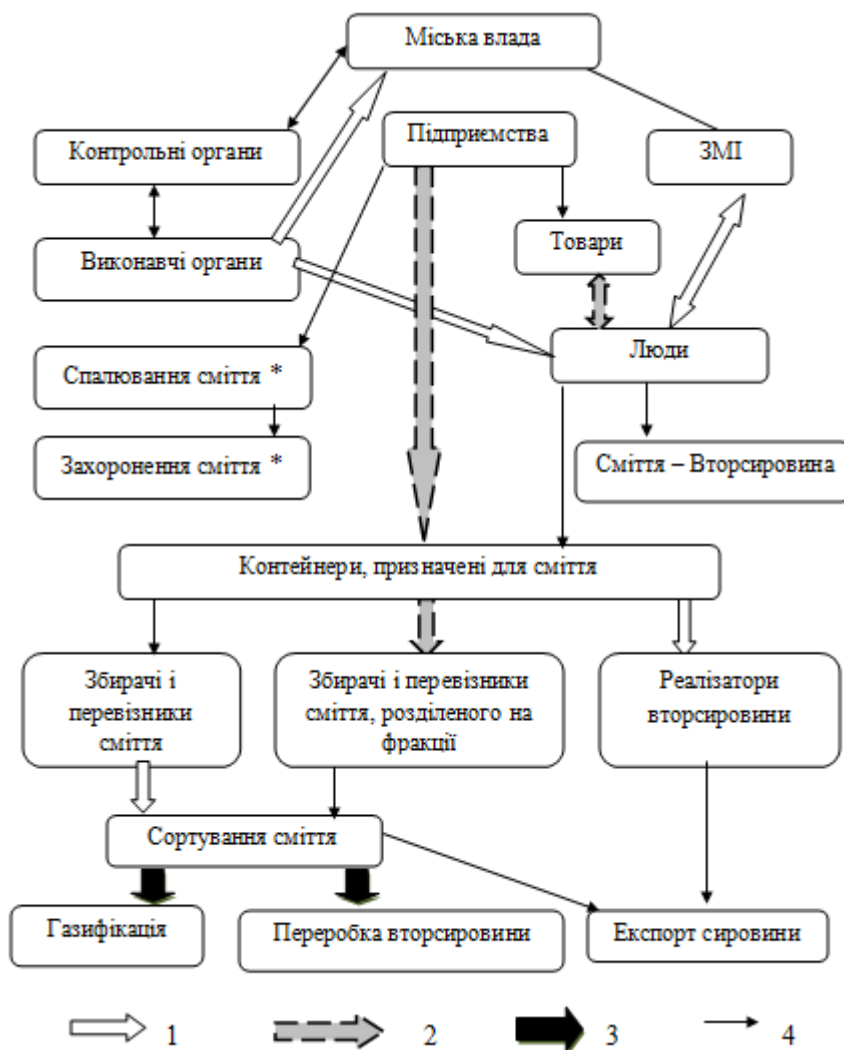 Міська влада
Підприємства
Контрольні органи
ЗМІ
Товари
Виконавчі органи
Люди
Спалювання сміття *
Захоронення сміття *
Сміття – Вторсировина
Контейнери, призначені для сміття
Збирачі і
перевізники
сміття
Збирачі і перевізники
сміття, розділеного на
фракції
Реалізатори
вторсировини
Сортування сміття
Газифікація
Переробка вторсировини
Експорт сировини
1 2 3 4